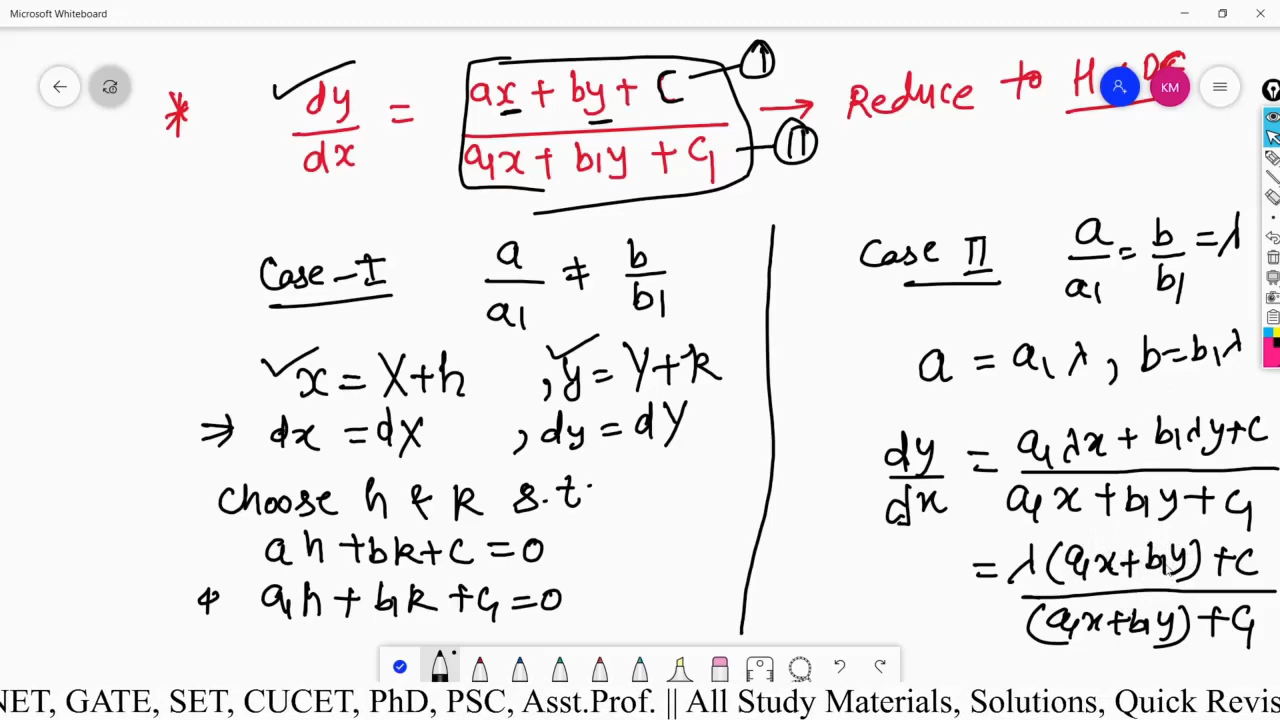 Microsoft Whiteboard
* dy/dx = (ax + by + C)/(a1x + b1y + C1) → Reduce to H
I
II
KM
Case-I a/a1 ≠ b/b1
x = X+h , y = Y+k
⇒ dx = dX , dy = dY
Choose h & k s.t.
ah + bk + c = 0
& a1h + b1k + c1 = 0
Case II a/a1 = b/b1 = λ
a = a1λ , b = b1λ
dy/dx = (a1λx + b1λy + c)/(a1x + b1y + c1)
= (λ(a1x + b1y) + c)/((a1x + b1y) + c1)
NET, GATE, SET, CUCET, PhD, PSC, Asst.Prof. || All Study Materials, Solutions, Quick Revis